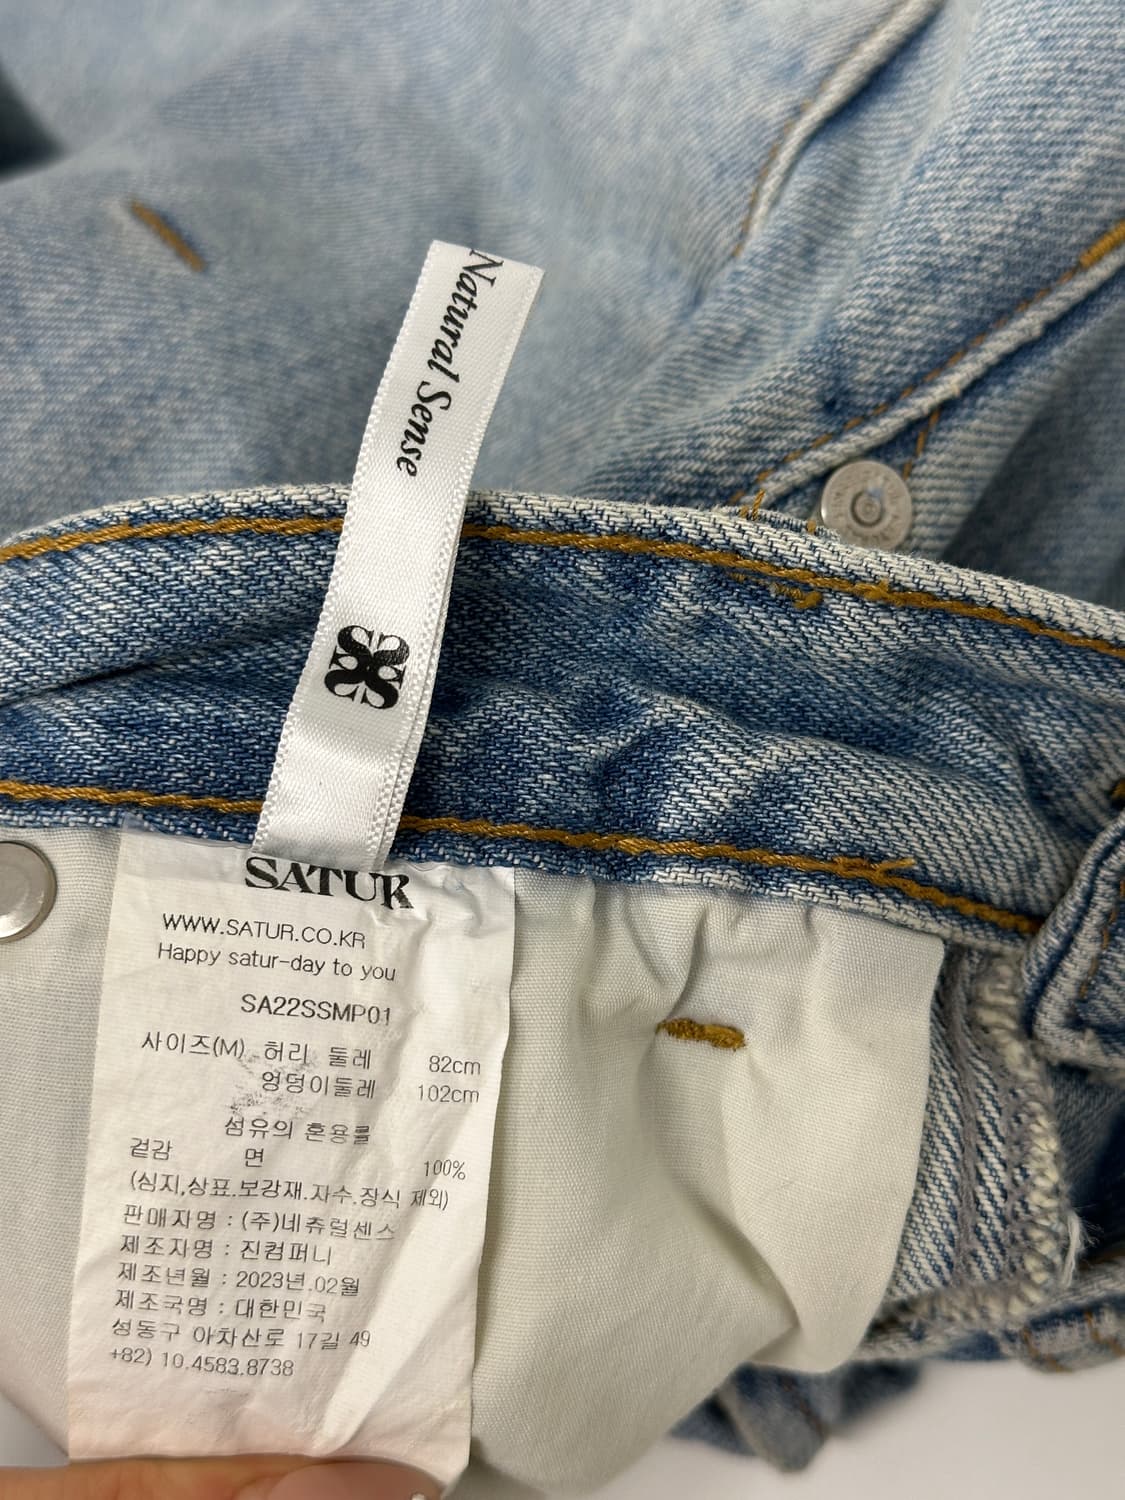 Natural Sense
SATUR
WWW.SATUR.CO.KR
Happy satur-day to you
SA22SSMP01
사이즈(M) 허리 둘레 82cm
엉덩이둘레 102cm
섬유의 혼용률
겉감 면 100%
(심지,상표.보강재.자수.장식 제외)
판매자명 : (주)네츄럴센스
제조자명 : 진컴퍼니
제조년월 : 2023년.02월
제조국명 : 대한민국
성동구 아차산로 17길 49
+82) 10.4583.8738